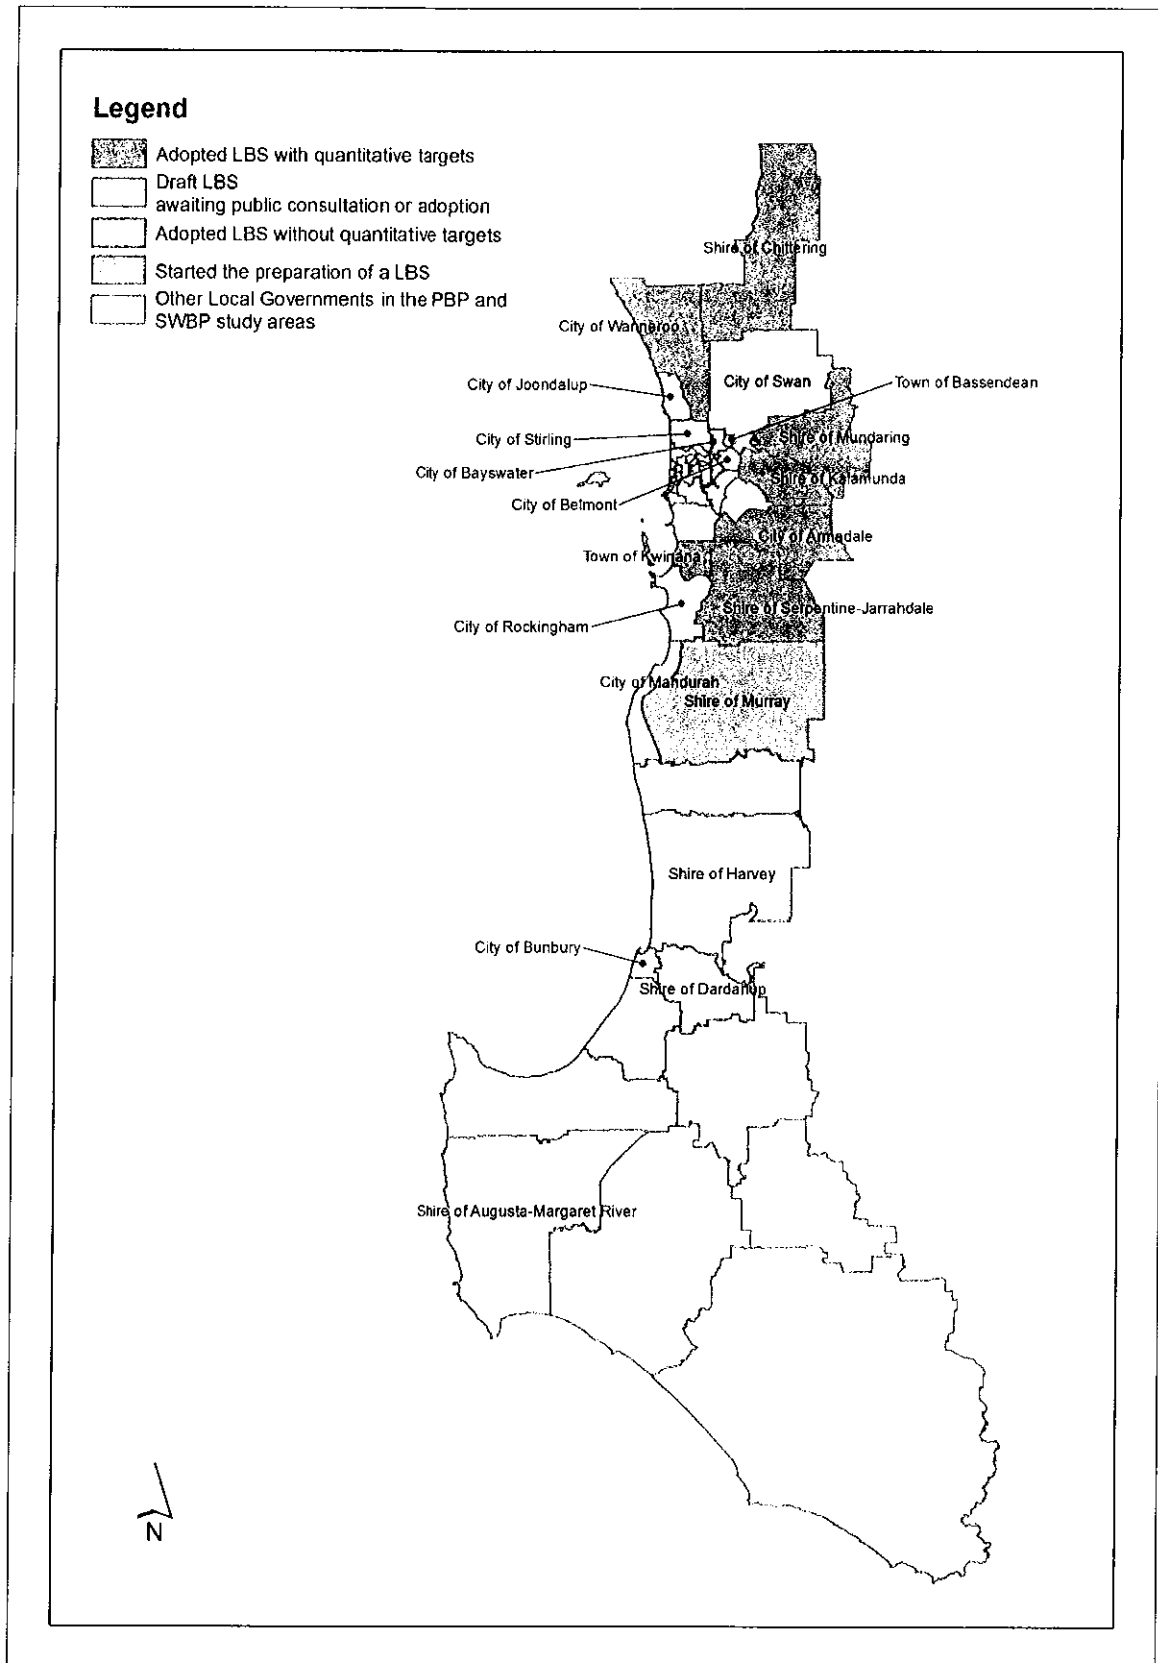 Legend
Adopted LBS with quantitative targets
Draft LBS
awaiting public consultation or adoption
Adopted LBS without quantitative targets
Started the preparation of a LBS
Other Local Governments in the PBP and
SWBP study areas
Shire of Chittering
City of Wanneroo
City of Joondalup
City of Swan
Town of Bassendean
City of Stirling
Shire of Mundaring
City of Bayswater
Shire of Kalamunda
City of Belmont
City of Armadale
Town of Kwinana
Shire of Serpentine-Jarrahdale
City of Rockingham
City of Mandurah
Shire of Murray
Shire of Harvey
City of Bunbury
Shire of Dardanup
Shire of Augusta-Margaret River
N